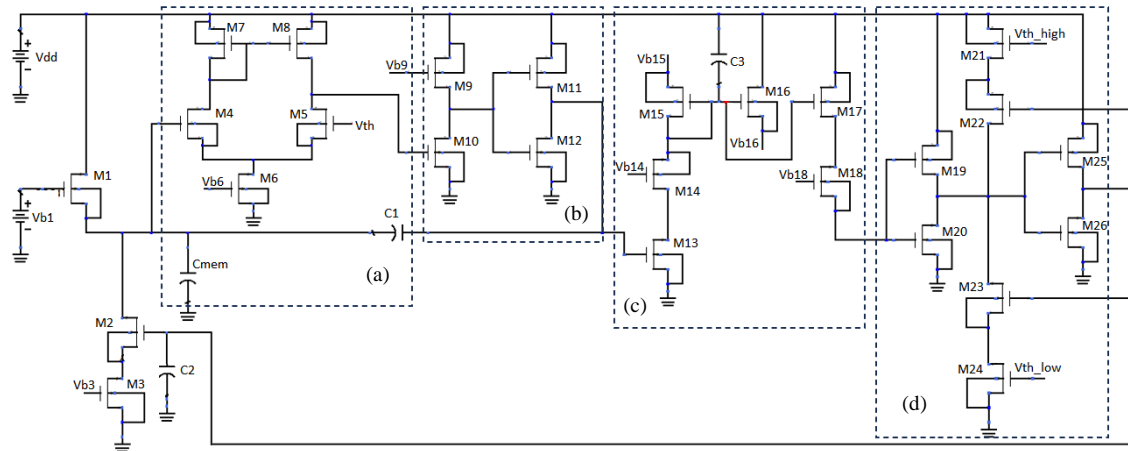 M7 M8
Vdd
Vb9
M9
M11
Vb15
C3
M15
M16
Vb16
M17
Vth_high
M21
M22
M4
M5
Vth
M10
M12
M1
Vb1
Vb6
M6
Vb14
M14
Vb18
M18
M19
M25
C1
(a)
(b)
M13
M20
M26
Cmem
(c)
M23
M2
C2
Vb3
M3
M24
Vth_low
(d)